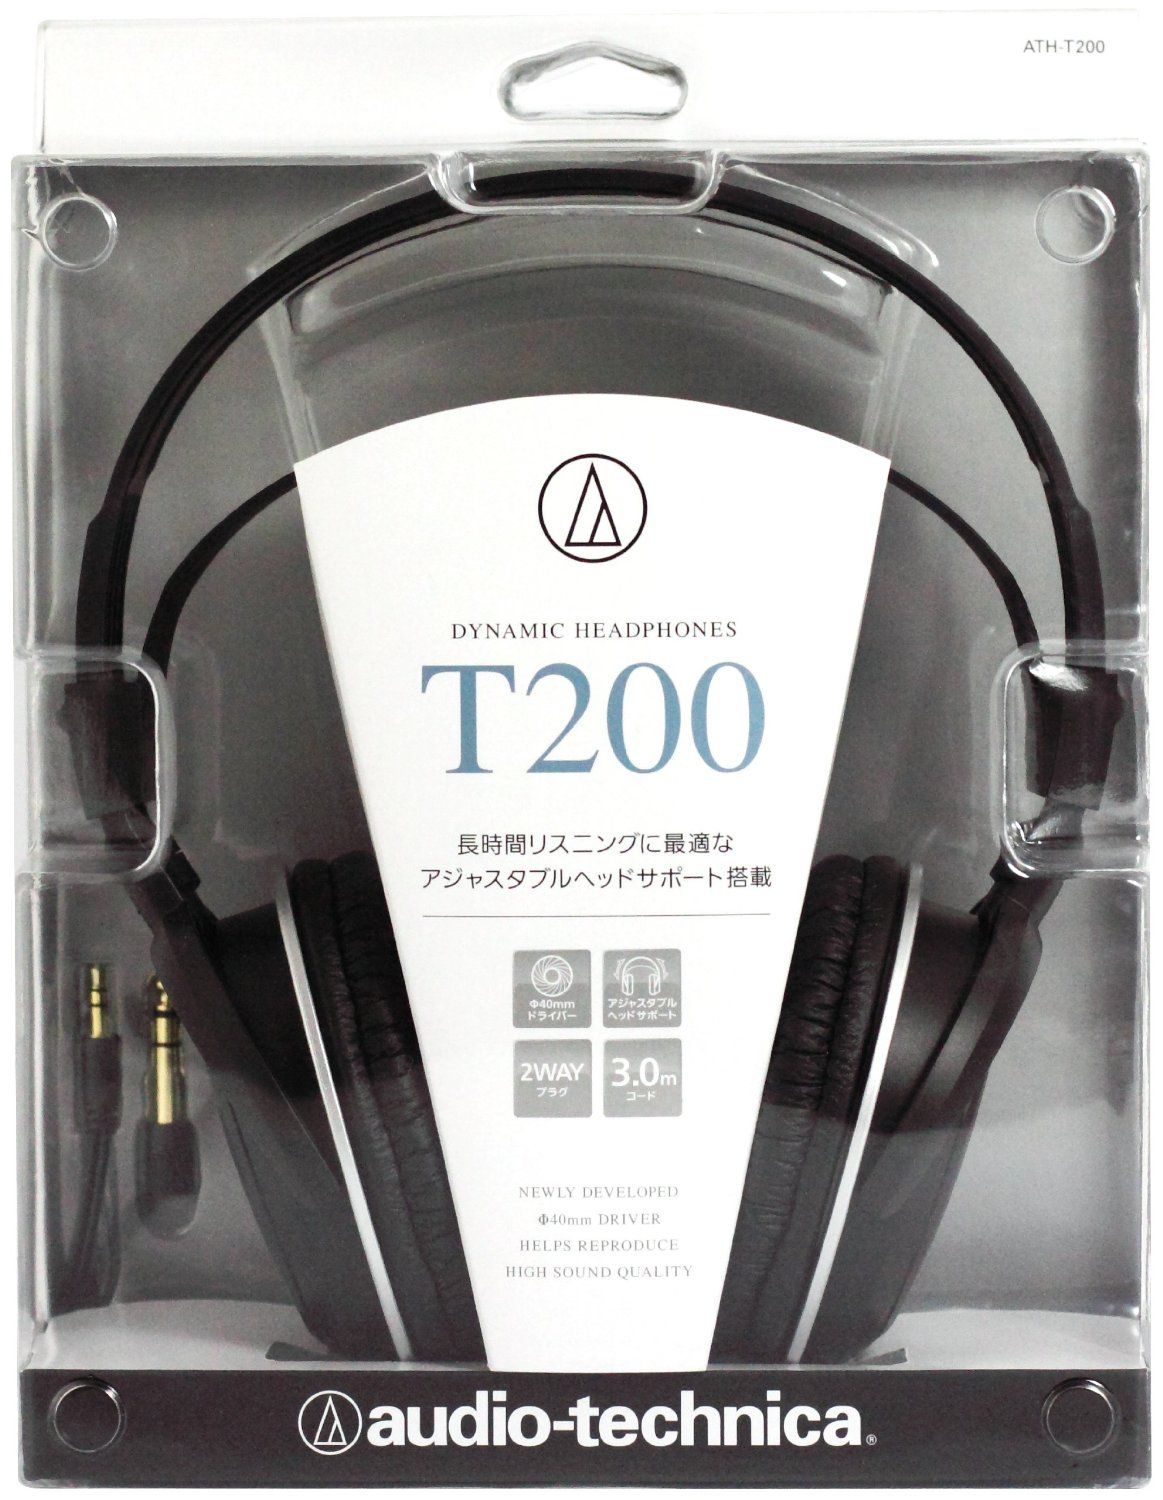 ATH-T200
DYNAMIC HEADPHONES
T200
長時間リスニングに最適な
アジャスタブルヘッドサポート搭載
Φ40mm
ドライバー
アジャスタブル
ヘッドサポート
2WAY
プラグ
3.0m
コード
NEWLY DEVELOPED
Φ40mm DRIVER
HELPS REPRODUCE
HIGH SOUND QUALITY
audio-technica®